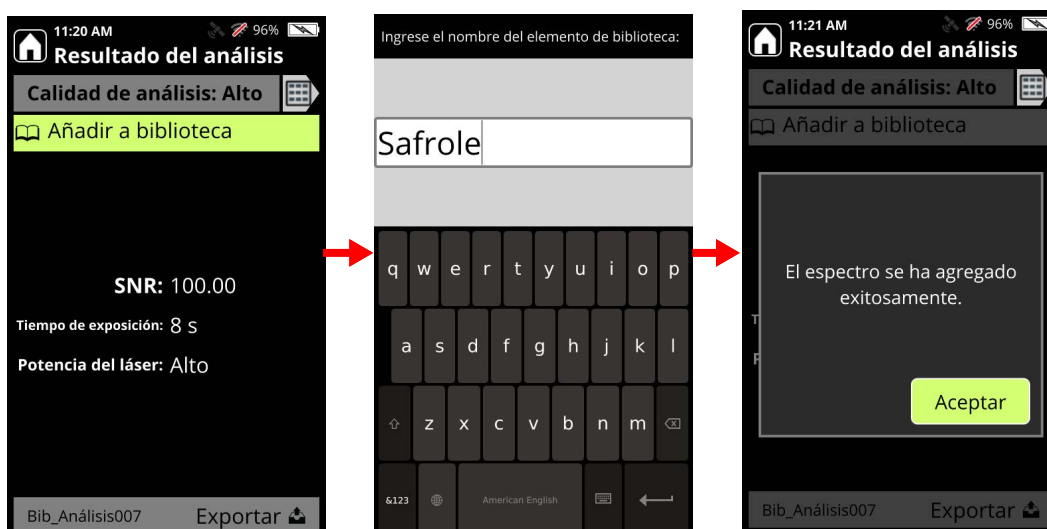 11:20 AM 96%
Resultado del análisis
Calidad de análisis: Alto
Añadir a biblioteca
SNR: 100.00
Tiempo de exposición: 8 s
Potencia del láser: Alto
Bib_Análisis007 Exportar
Ingrese el nombre del elemento de biblioteca:
Safrole
q w e r t y u i o p
a s d f g h j k l
z x c v b n m
&123 American English
11:21 AM 96%
Resultado del análisis
Calidad de análisis: Alto
Añadir a biblioteca
El espectro se ha agregado
exitosamente.
T
P
Aceptar
Bib_Análisis007 Exportar